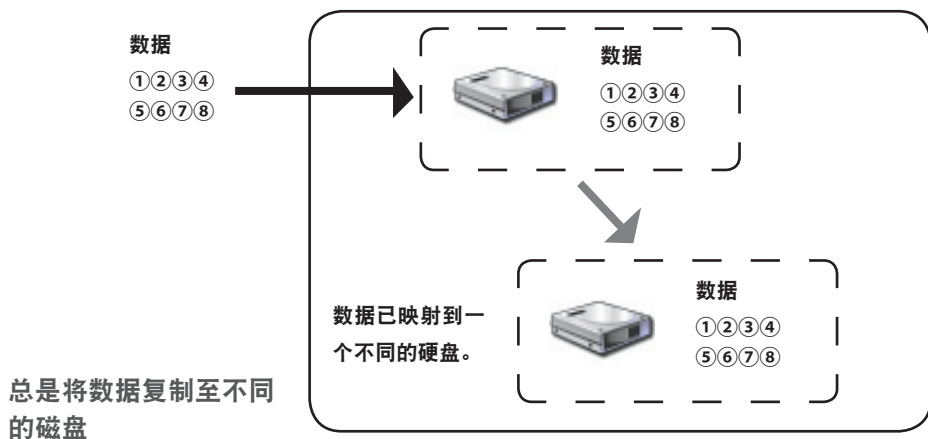 数据
①②③④
⑤⑥⑦⑧
数据
①②③④
⑤⑥⑦⑧
数据已映射到一
个不同的硬盘。
数据
①②③④
⑤⑥⑦⑧
总是将数据复制至不同
的磁盘